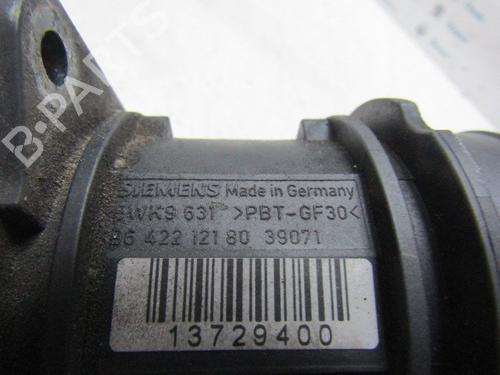 B-PARTS
SIEMENS Made in Germany
5WK9 631 >PBT-GF30<
96 422 121 80 39071
13729400